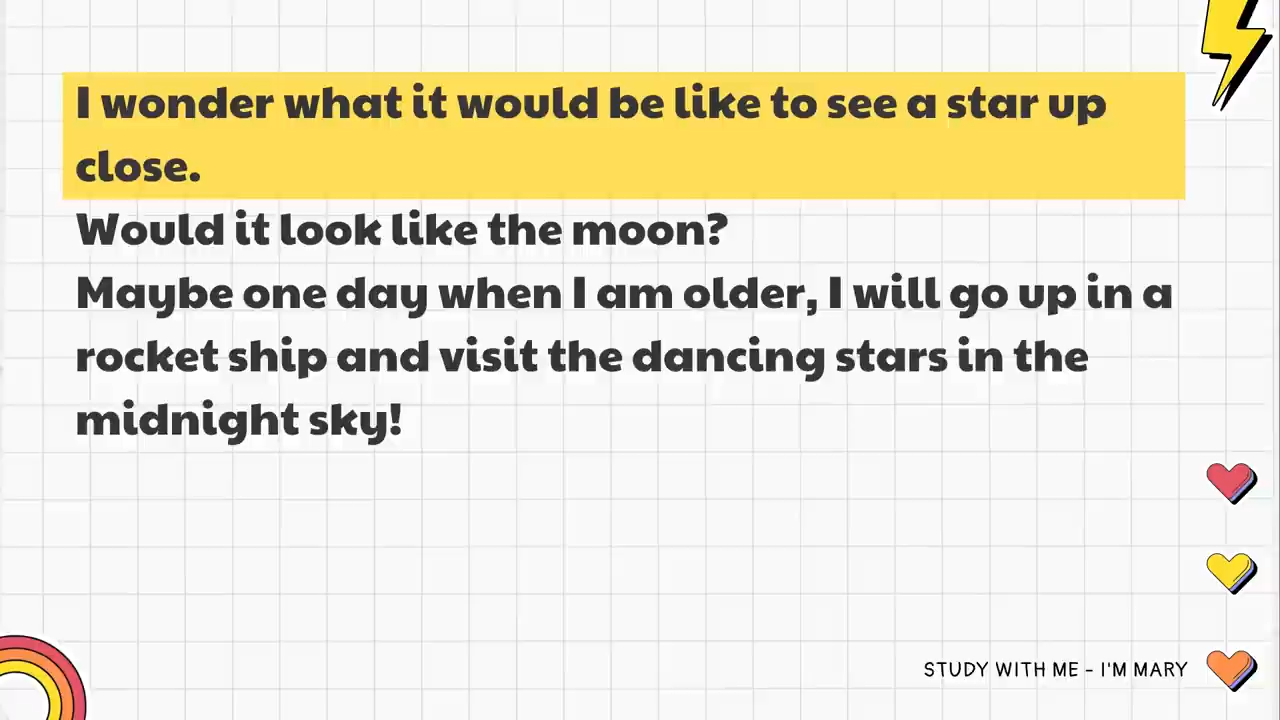 I wonder what it would be like to see a star up
close.
Would it look like the moon?
Maybe one day when I am older, I will go up in a
rocket ship and visit the dancing stars in the
midnight sky!
STUDY WITH ME - I'M MARY